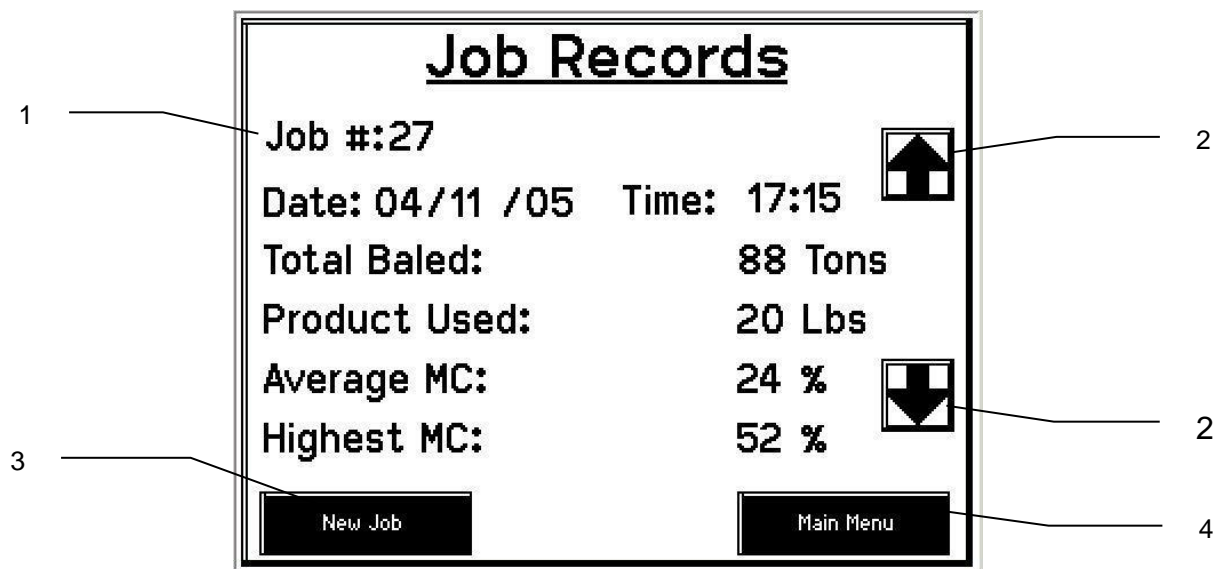 Job Records
1
Job #:27
2
Date: 04/11 /05 Time: 17:15
Total Baled: 88 Tons
Product Used: 20 Lbs
Average MC: 24 %
2
Highest MC: 52 %
3
New Job Main Menu
4